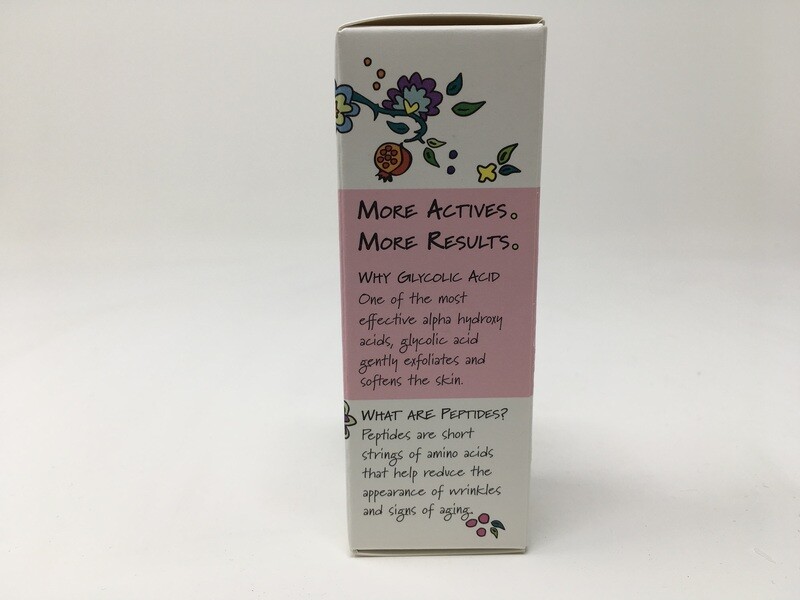 MORE ACTIVES.
MORE RESULTS.
WHY GLYCOLIC ACID
One of the most
effective alpha hydroxy
acids, glycolic acid
gently exfoliates and
softens the skin.
WHAT ARE PEPTIDES?
Peptides are short
strings of amino acids
that help reduce the
appearance of wrinkles
and signs of aging.